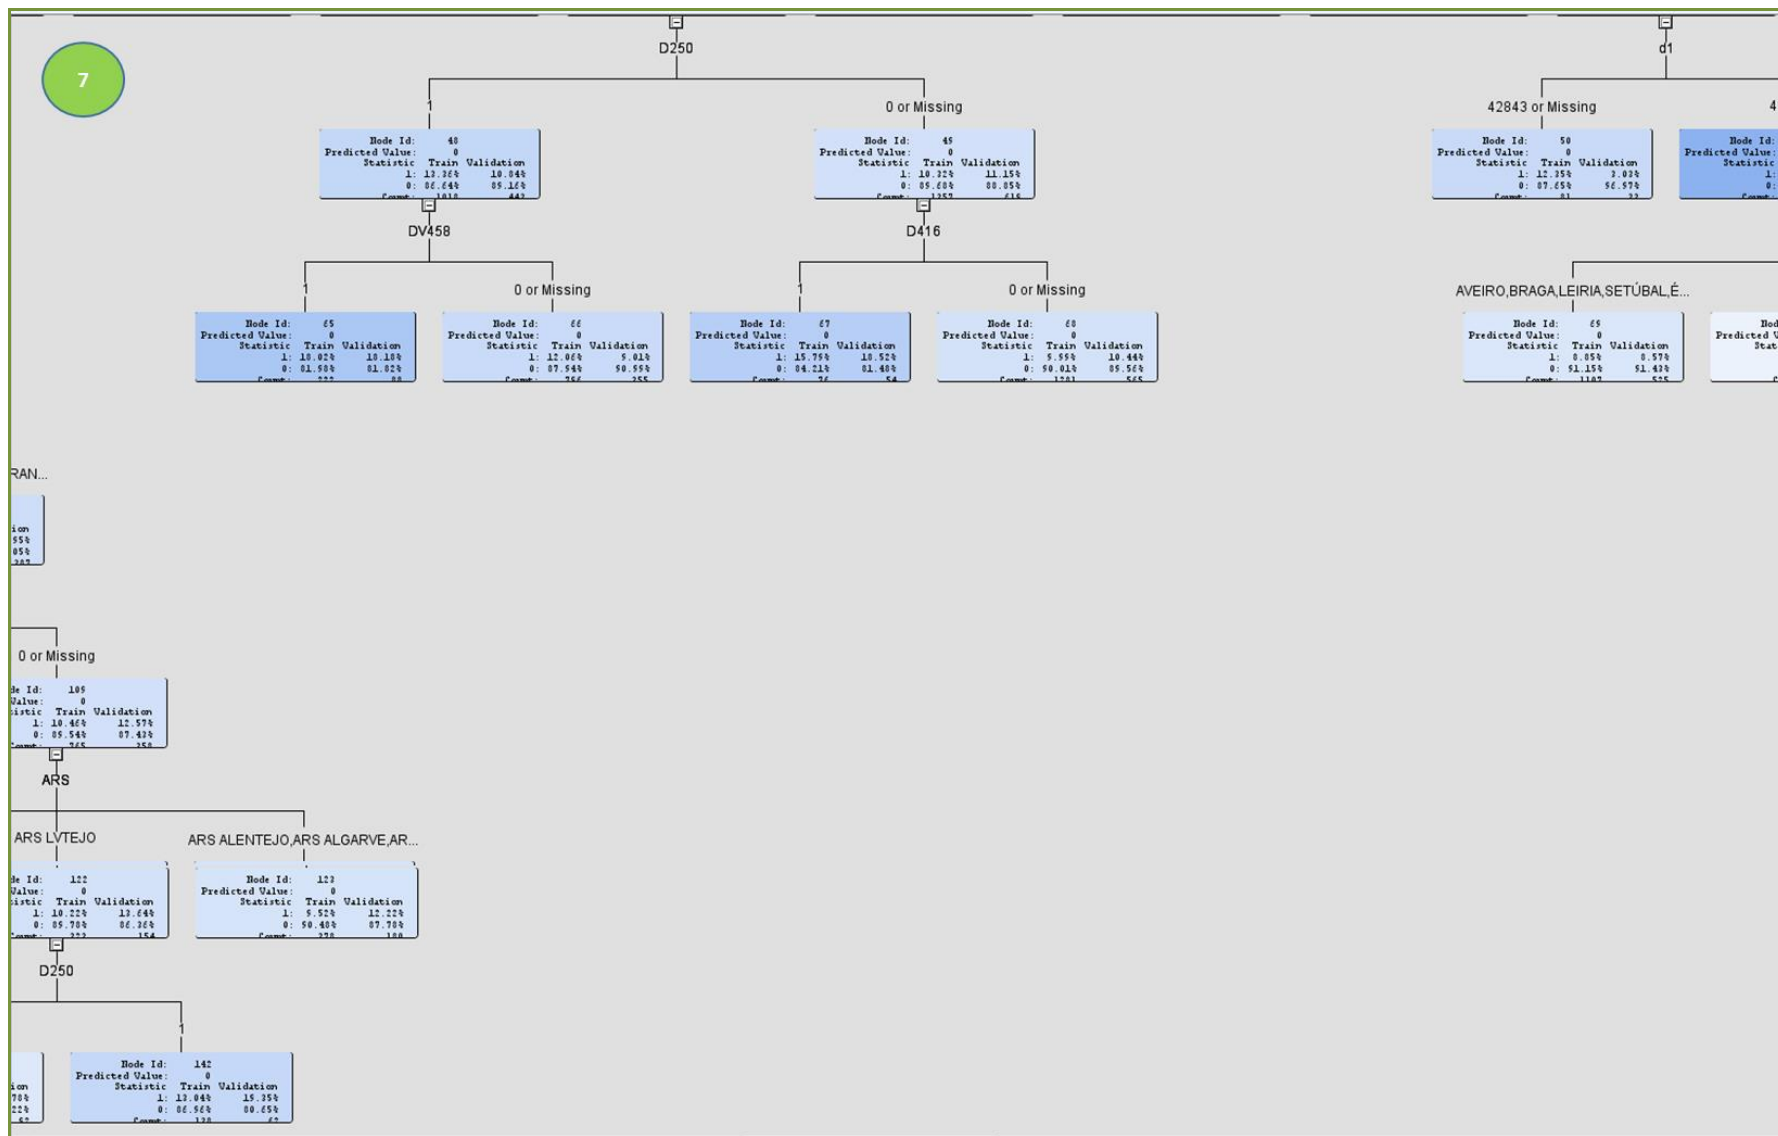 7
D250
d1
1
0 or Missing
42843 or Missing
4
Node Id: 48
Predicted Value: 0
Statistic Train Validation
1: 13.36% 10.84%
0: 86.64% 89.16%
Node Id: 49
Predicted Value: 0
Statistic Train Validation
1: 10.32% 11.15%
0: 89.68% 88.85%
Node Id: 50
Predicted Value: 0
Statistic Train Validation
1: 12.35% 3.03%
0: 87.65% 96.97%
Node Id:
Predicted Value:
Statistic
1:
0:
DV458
D416
1
0 or Missing
1
0 or Missing
AVEIRO,BRAGA,LEIRIA,SETÚBAL,É...
Node Id: 65
Predicted Value: 0
Statistic Train Validation
1: 18.02% 18.18%
0: 81.98% 81.82%
Node Id: 66
Predicted Value: 0
Statistic Train Validation
1: 12.06% 9.01%
0: 87.94% 90.99%
Node Id: 67
Predicted Value: 0
Statistic Train Validation
1: 15.79% 18.52%
0: 84.21% 81.48%
Node Id: 68
Predicted Value: 0
Statistic Train Validation
1: 9.99% 10.44%
0: 90.01% 89.56%
Node Id: 69
Predicted Value: 0
Statistic Train Validation
1: 8.85% 8.57%
0: 91.15% 91.43%
RAN...
0 or Missing
de Id: 109
Value: 0
istic Train Validation
1: 10.46% 12.57%
0: 89.54% 87.43%
ARS
ARS LVTEJO
ARS ALENTEJO,ARS ALGARVE,AR...
de Id: 122
Value: 0
istic Train Validation
1: 10.22% 13.64%
0: 89.78% 86.36%
Node Id: 123
Predicted Value: 0
Statistic Train Validation
1: 9.52% 12.22%
0: 90.48% 87.78%
D250
1
Node Id: 142
Predicted Value: 0
Statistic Train Validation
1: 13.04% 19.35%
0: 86.96% 80.65%